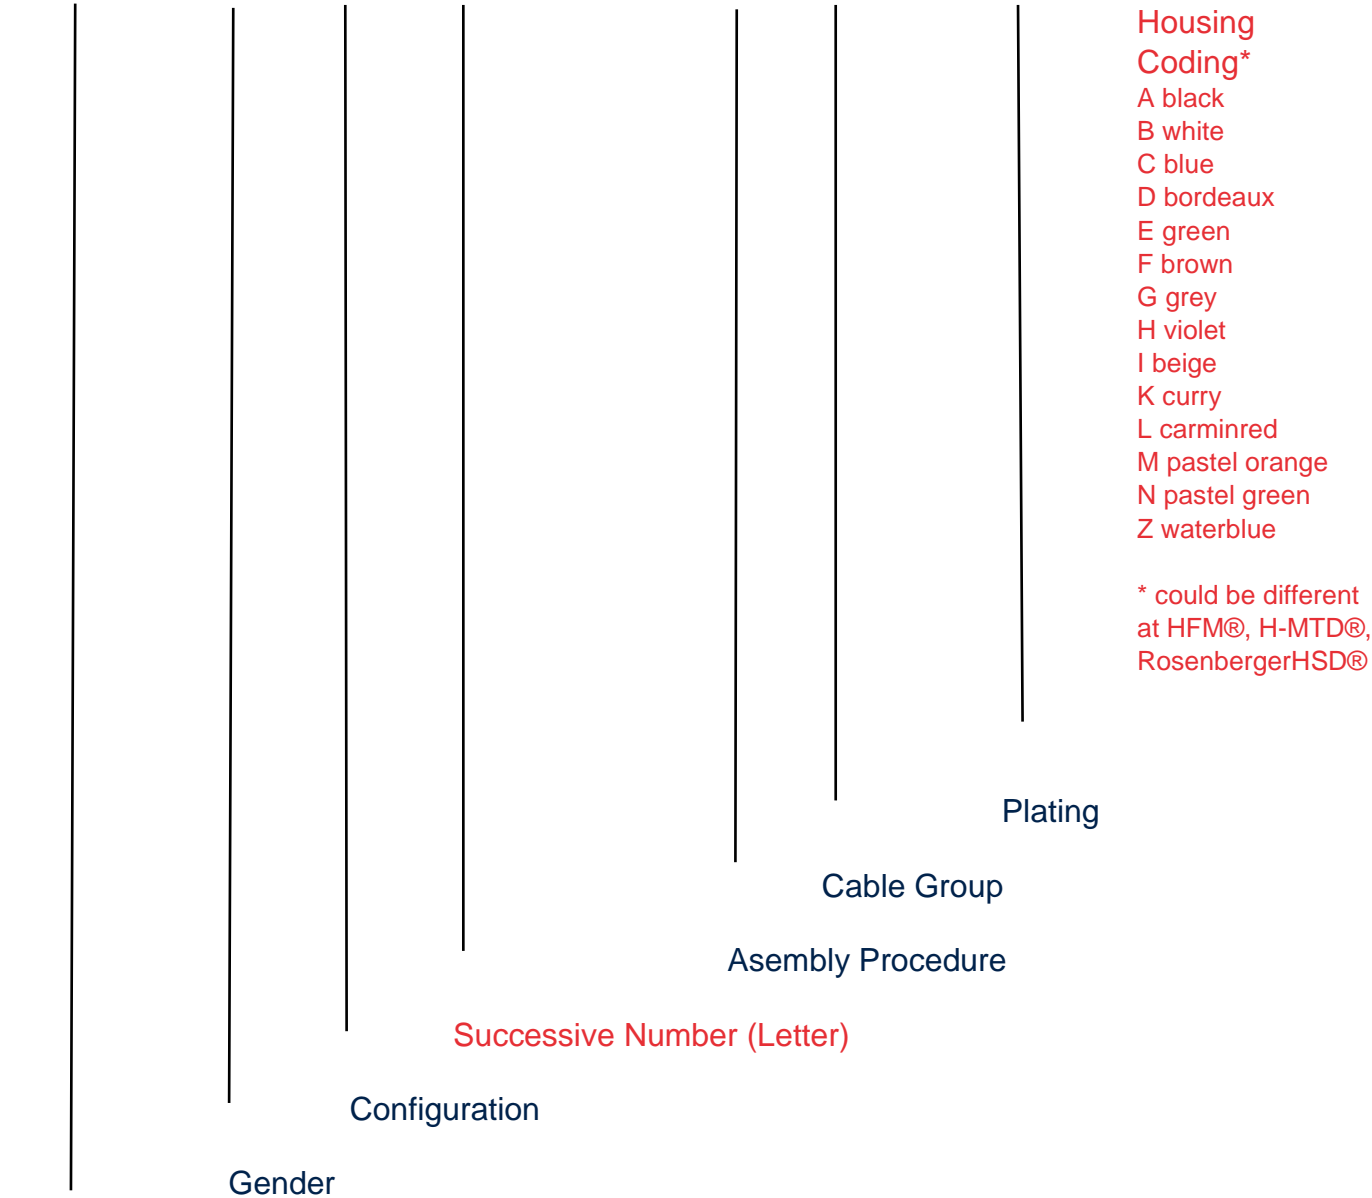 Housing
Coding*
A black
B white
C blue
D bordeaux
E green
F brown
G grey
H violet
I beige
K curry
L carminred
M pastel orange
N pastel green
Z waterblue
* could be different
at HFM®, H-MTD®,
RosenbergerHSD®
Plating
Cable Group
Asembly Procedure
Successive Number (Letter)
Configuration
Gender